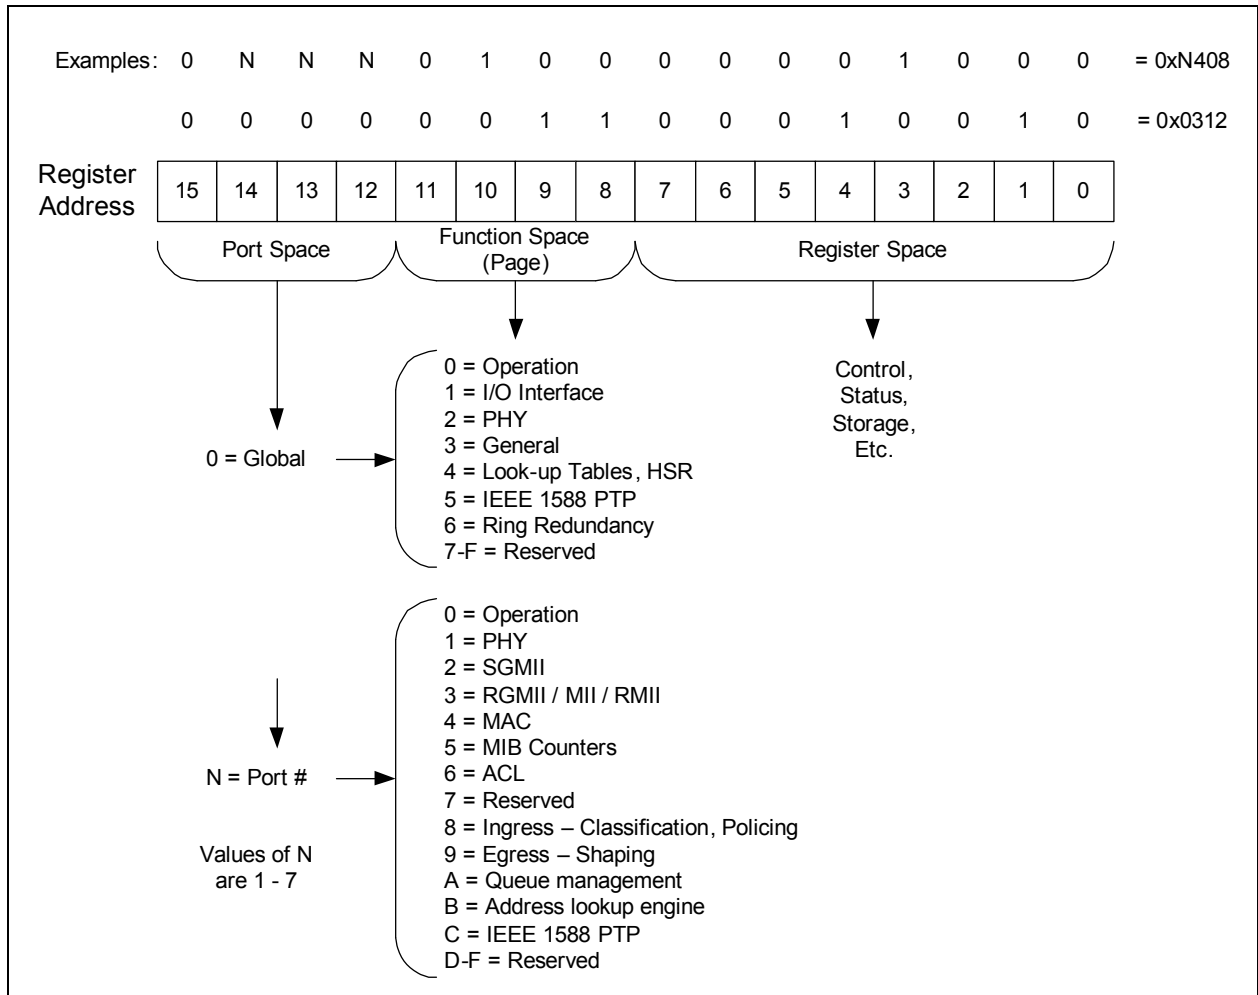 Examples: 0 N N N 0 1 0 0 0 0 0 0 1 0 0 0 = 0xN408
0 0 0 0 0 0 1 1 0 0 0 1 0 0 1 0 = 0x0312
Register
Address
15 14 13 12 11 10 9 8 7 6 5 4 3 2 1 0
Port Space
Function Space
(Page)
Register Space
0 = Global
0 = Operation
1 = I/O Interface
2 = PHY
3 = General
4 = Look-up Tables, HSR
5 = IEEE 1588 PTP
6 = Ring Redundancy
7-F = Reserved
Control,
Status,
Storage,
Etc.
N = Port #
Values of N
are 1 - 7
0 = Operation
1 = PHY
2 = SGMII
3 = RGMII / MII / RMII
4 = MAC
5 = MIB Counters
6 = ACL
7 = Reserved
8 = Ingress – Classification, Policing
9 = Egress – Shaping
A = Queue management
B = Address lookup engine
C = IEEE 1588 PTP
D-F = Reserved